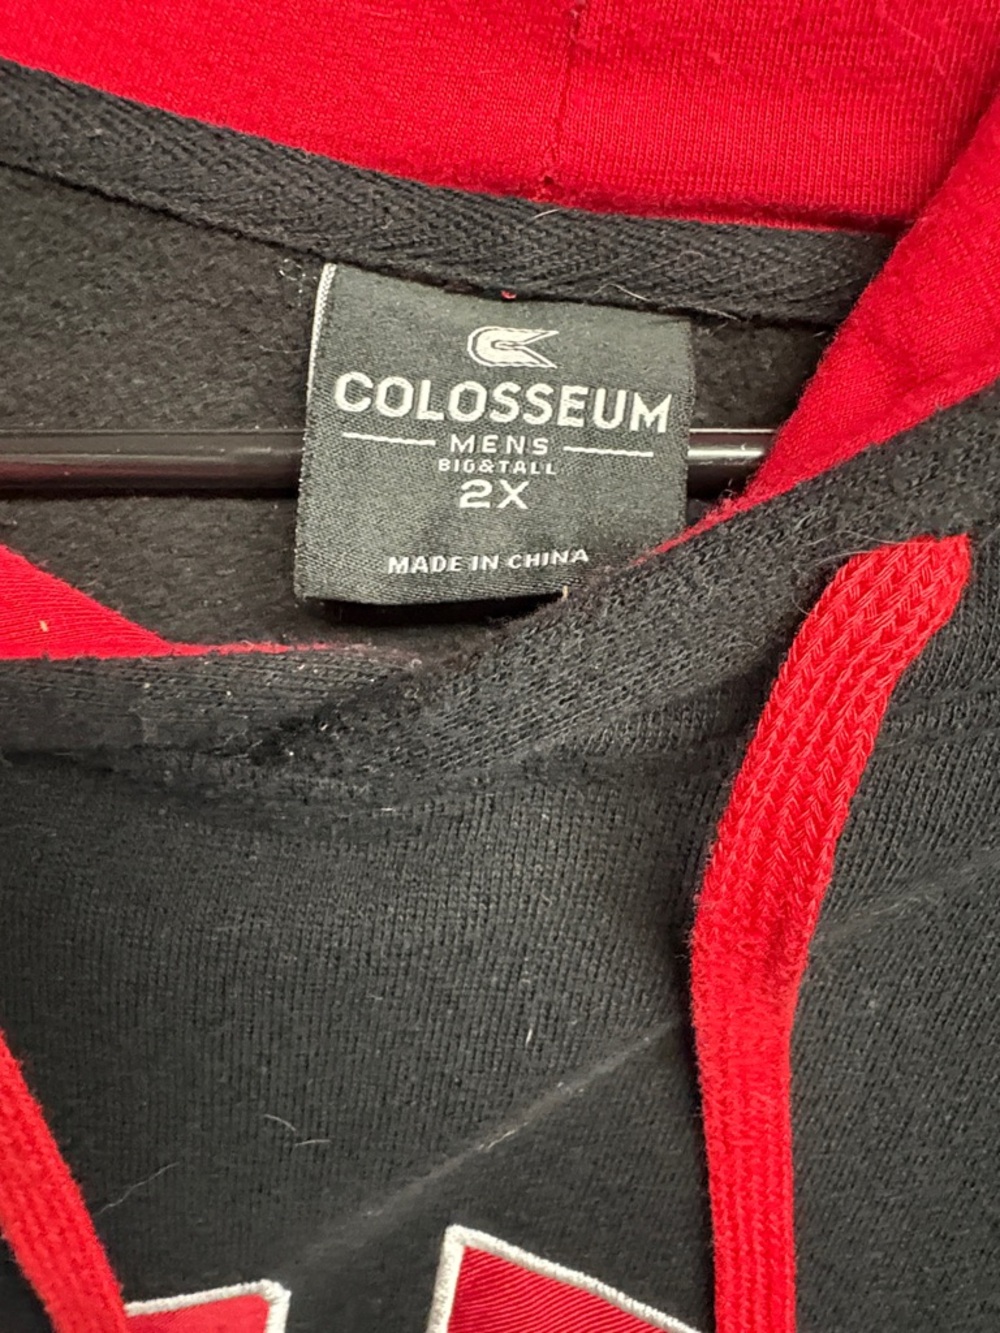 COLOSSEUM
MENS
BIG&TALL
2X
MADE IN CHINA